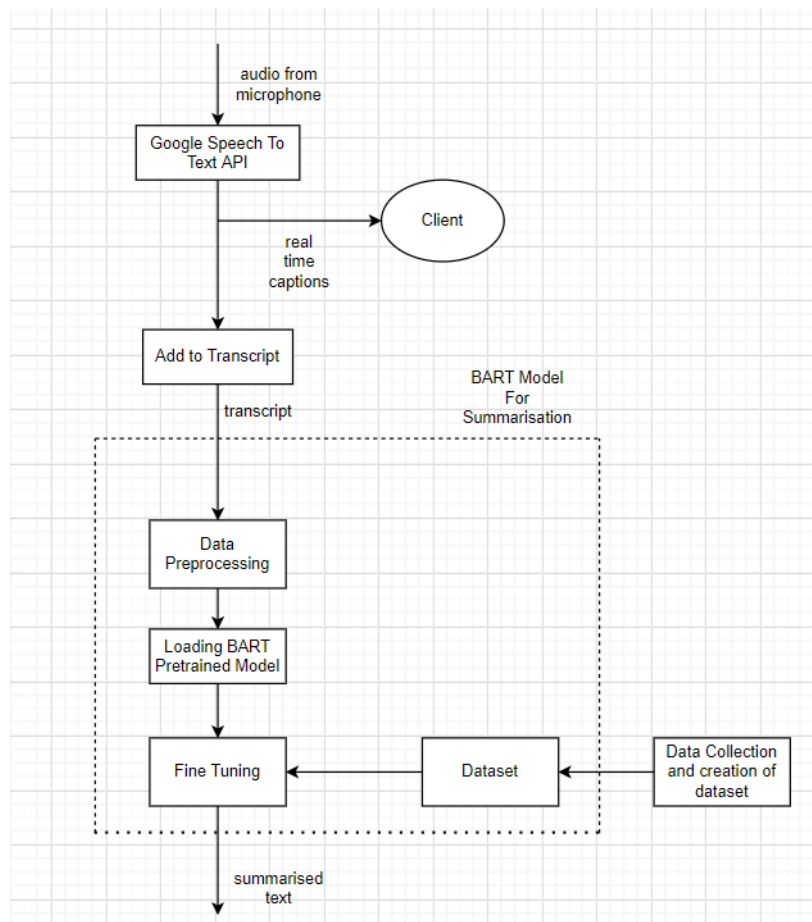 audio from
microphone
Google Speech To
Text API
Client
real
time
captions
Add to Transcript
transcript
BART Model
For
Summarisation
Data
Preprocessing
Loading BART
Pretrained Model
Fine Tuning
Dataset
Data Collection
and creation of
dataset
summarised
text